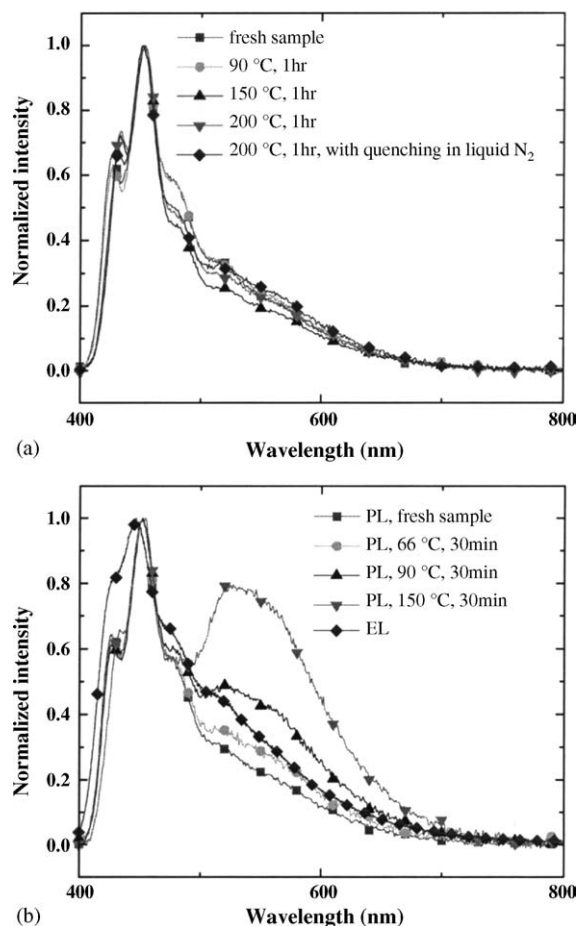 fresh sample
90 °C, 1hr
150 °C, 1hr
200 °C, 1hr
200 °C, 1hr, with quenching in liquid N₂
Normalized intensity
1.0
0.8
0.6
0.4
0.2
0.0
400
600
800
Wavelength (nm)
(a)
PL, fresh sample
PL, 66 °C, 30min
PL, 90 °C, 30min
PL, 150 °C, 30min
EL
Normalized intensity
1.0
0.8
0.6
0.4
0.2
0.0
400
600
800
Wavelength (nm)
(b)